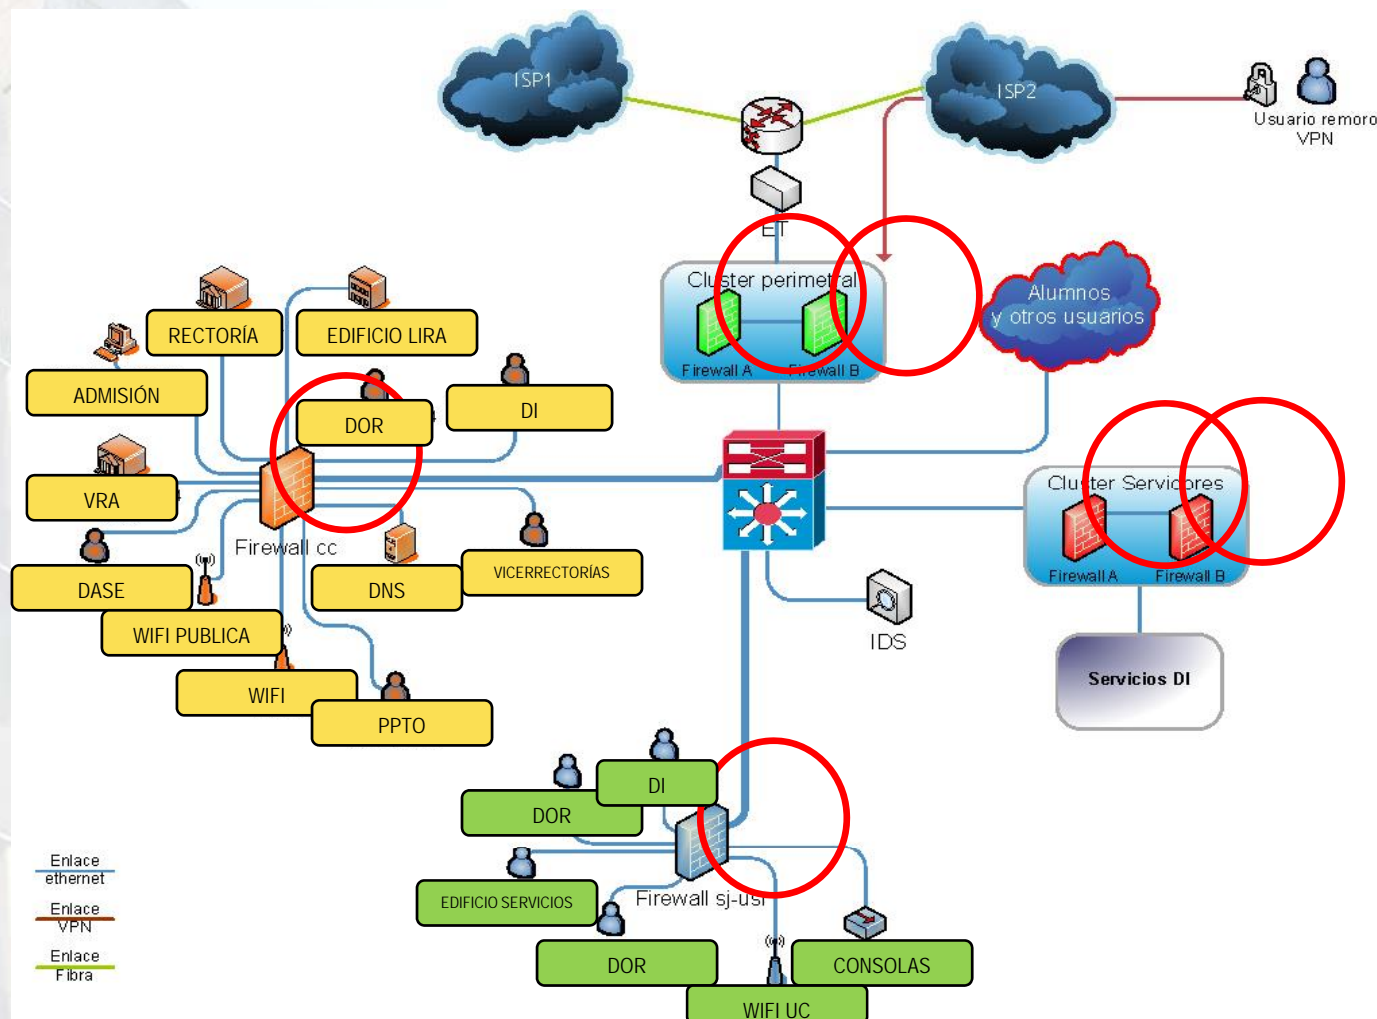 ISP1
ISP2
Usuario remoro
VPN
ET
Cluster perimetral
Firewall A
Firewall B
Alumnos
y otros usuarios
RECTORÍA
EDIFICIO LIRA
ADMISIÓN
DOR
DI
VRA
Firewall cc
Cluster Servidores
Firewall A
Firewall B
DASE
DNS
VICERRECTORÍAS
WIFI PUBLICA
IDS
WIFI
PPTO
Servicios DI
DI
DOR
EDIFICIO SERVICIOS
Firewall sj-usi
DOR
CONSOLAS
WIFI UC
Enlace
ethernet
Enlace
VPN
Enlace
Fibra